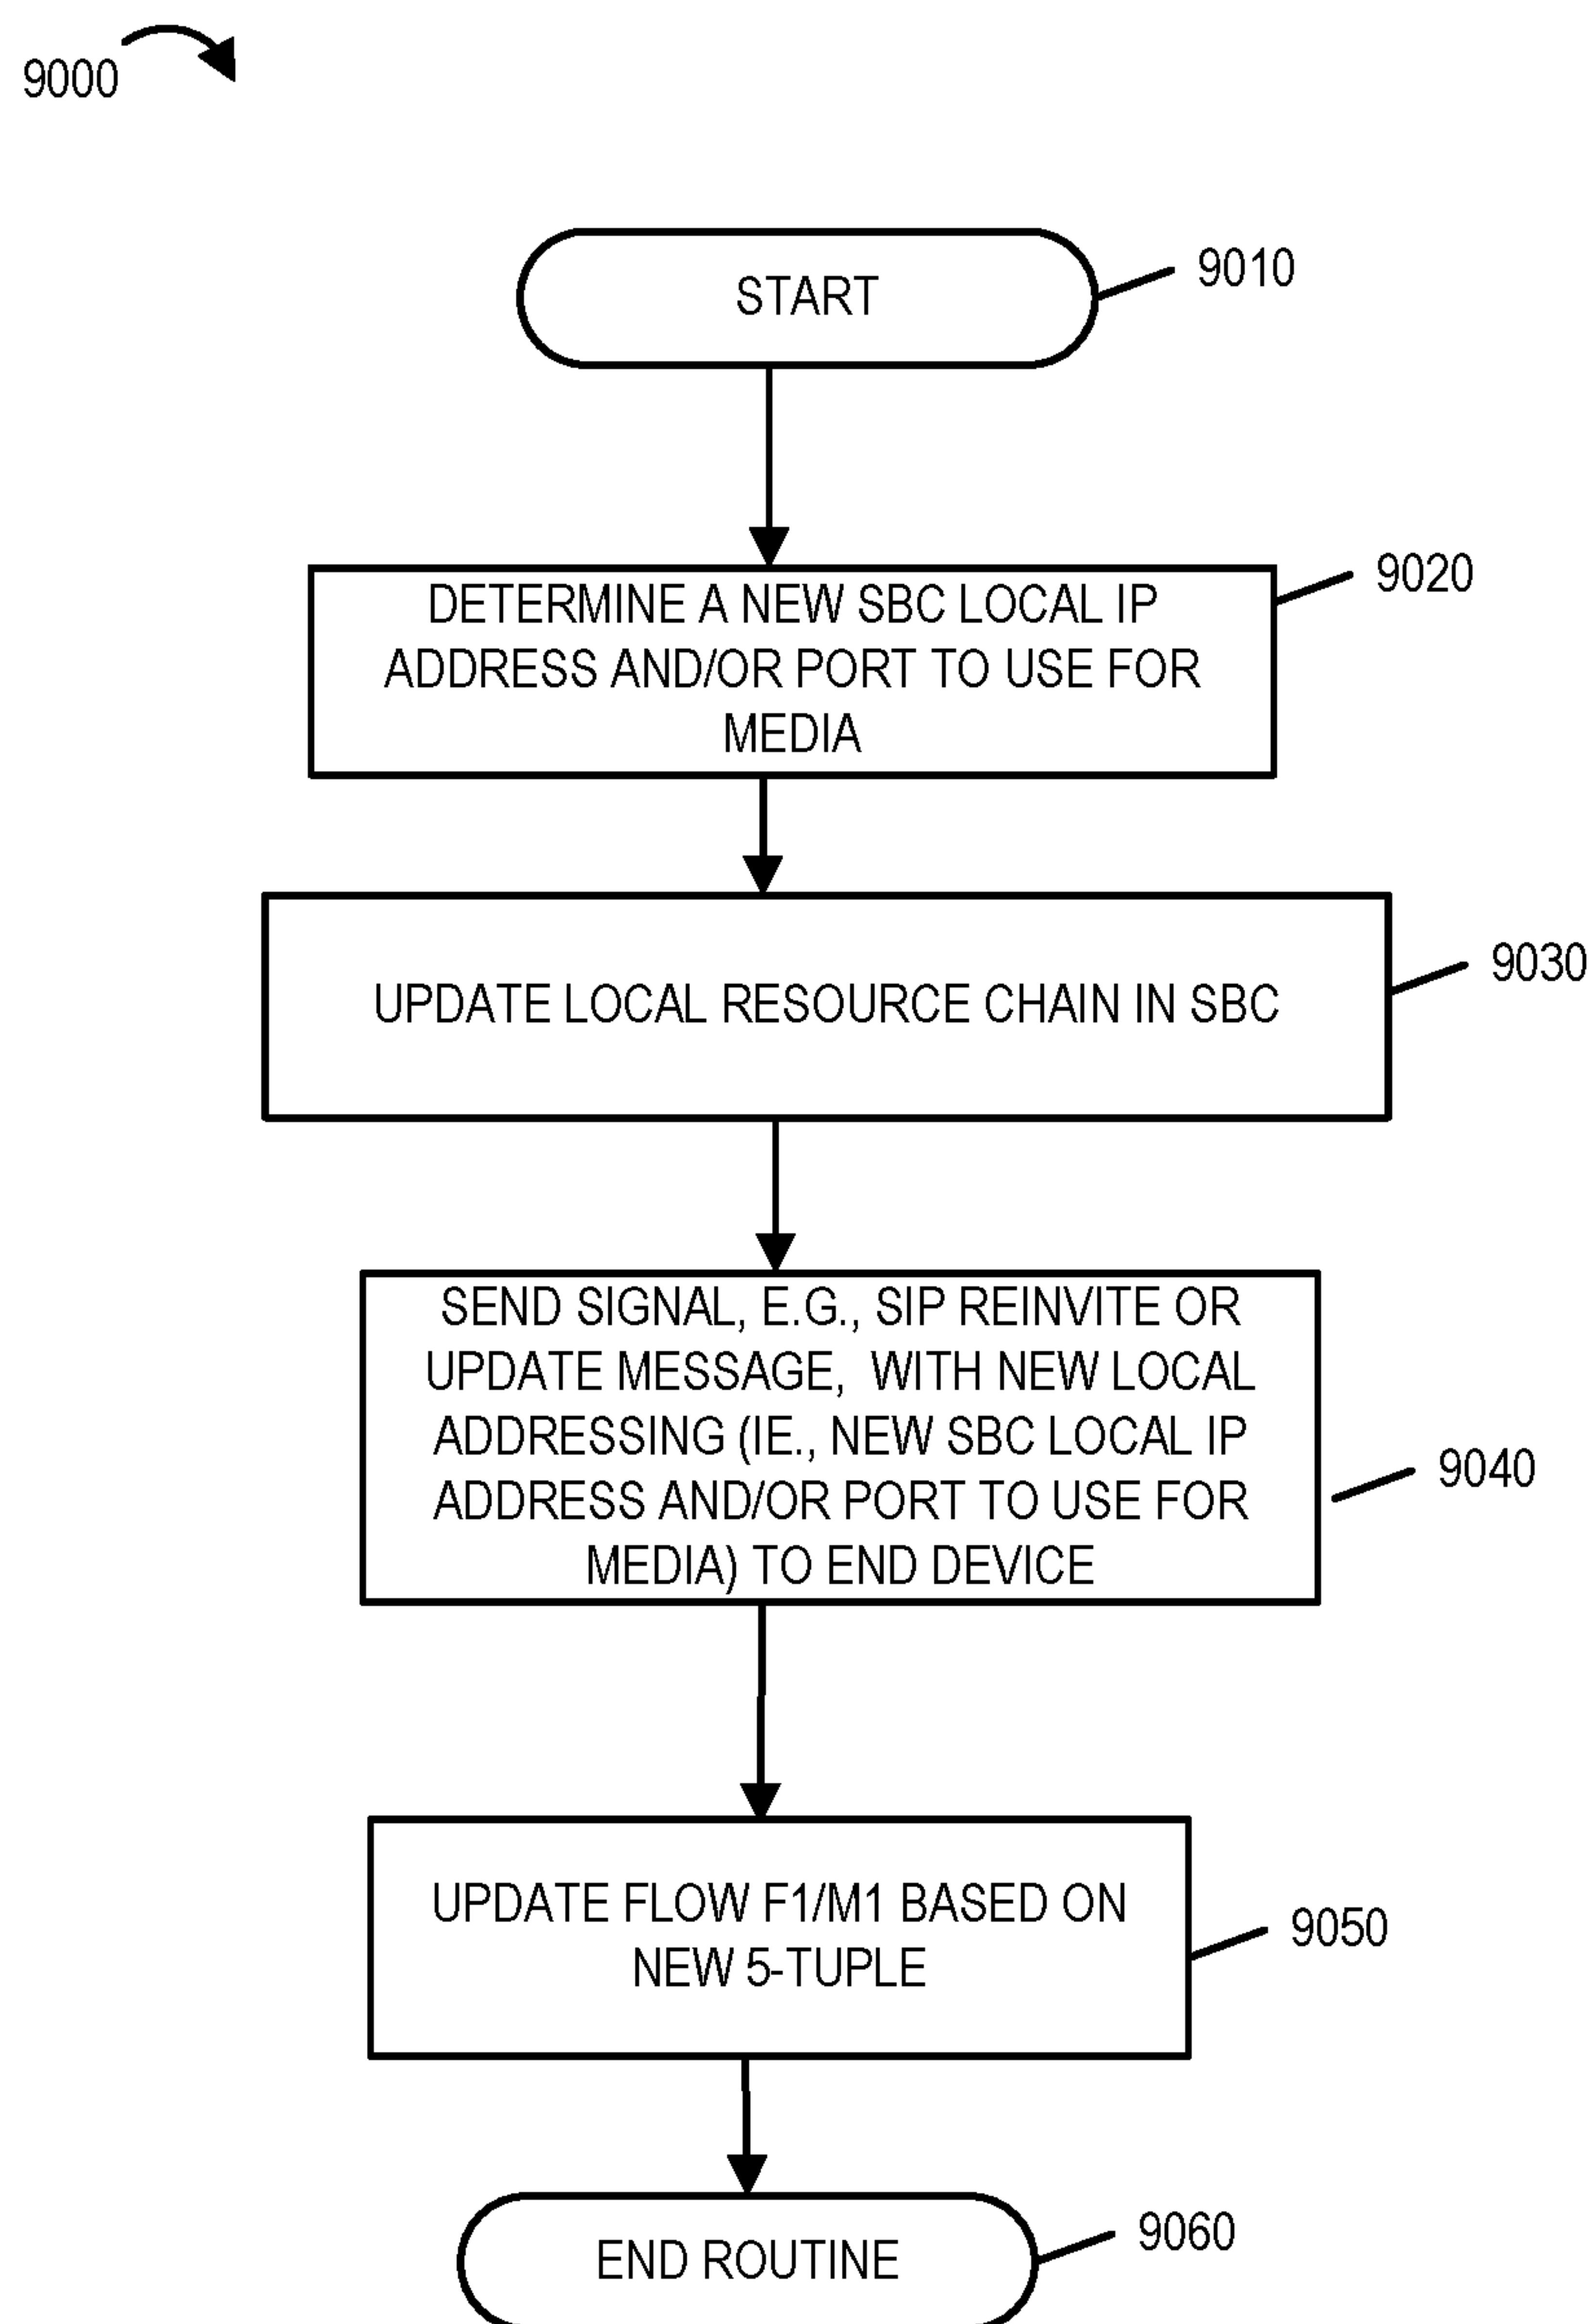 9000
START
9010
DETERMINE A NEW SBC LOCAL IP
ADDRESS AND/OR PORT TO USE FOR
MEDIA
9020
UPDATE LOCAL RESOURCE CHAIN IN SBC
9030
SEND SIGNAL, E.G., SIP REINVITE OR
UPDATE MESSAGE, WITH NEW LOCAL
ADDRESSING (IE., NEW SBC LOCAL IP
ADDRESS AND/OR PORT TO USE FOR
MEDIA) TO END DEVICE
9040
UPDATE FLOW F1/M1 BASED ON
NEW 5-TUPLE
9050
END ROUTINE
9060